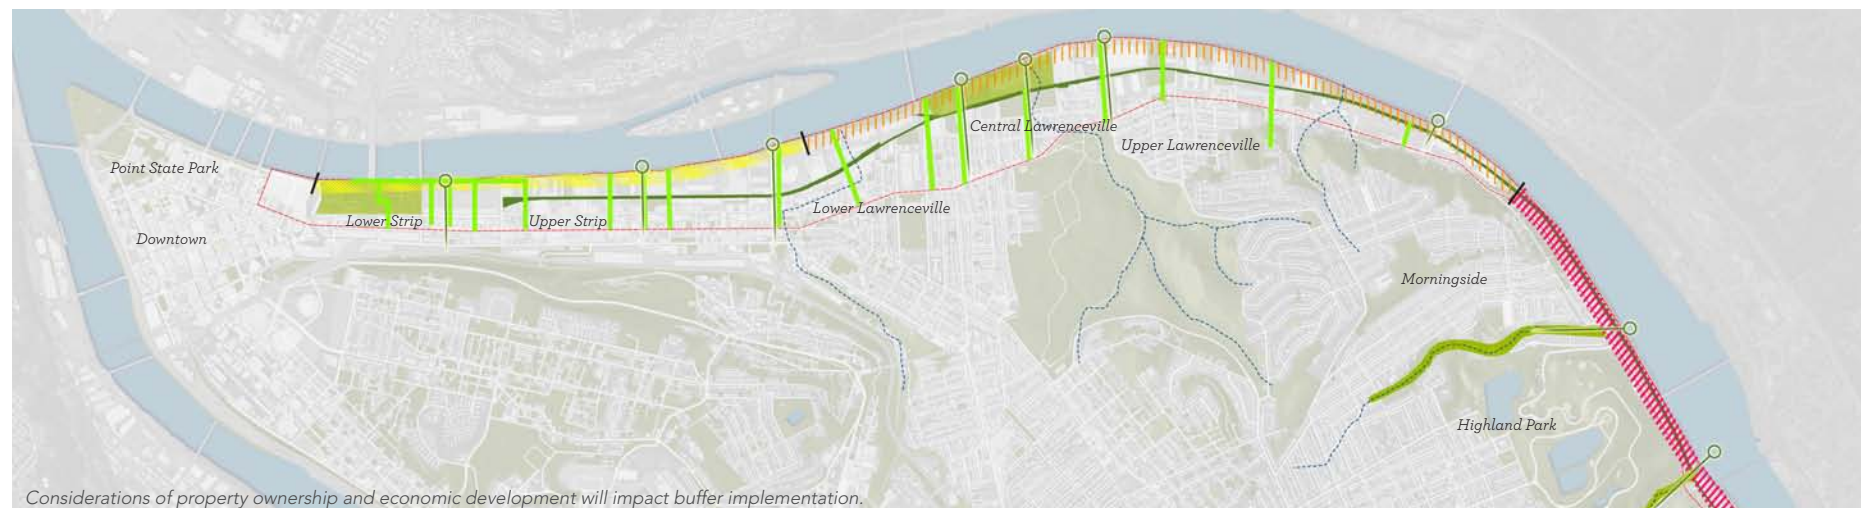 Point State Park
Downtown
Lower Strip
Upper Strip
Lower Lawrenceville
Central Lawrenceville
Upper Lawrenceville
Morningside
Highland Park
Considerations of property ownership and economic development will impact buffer implementation.